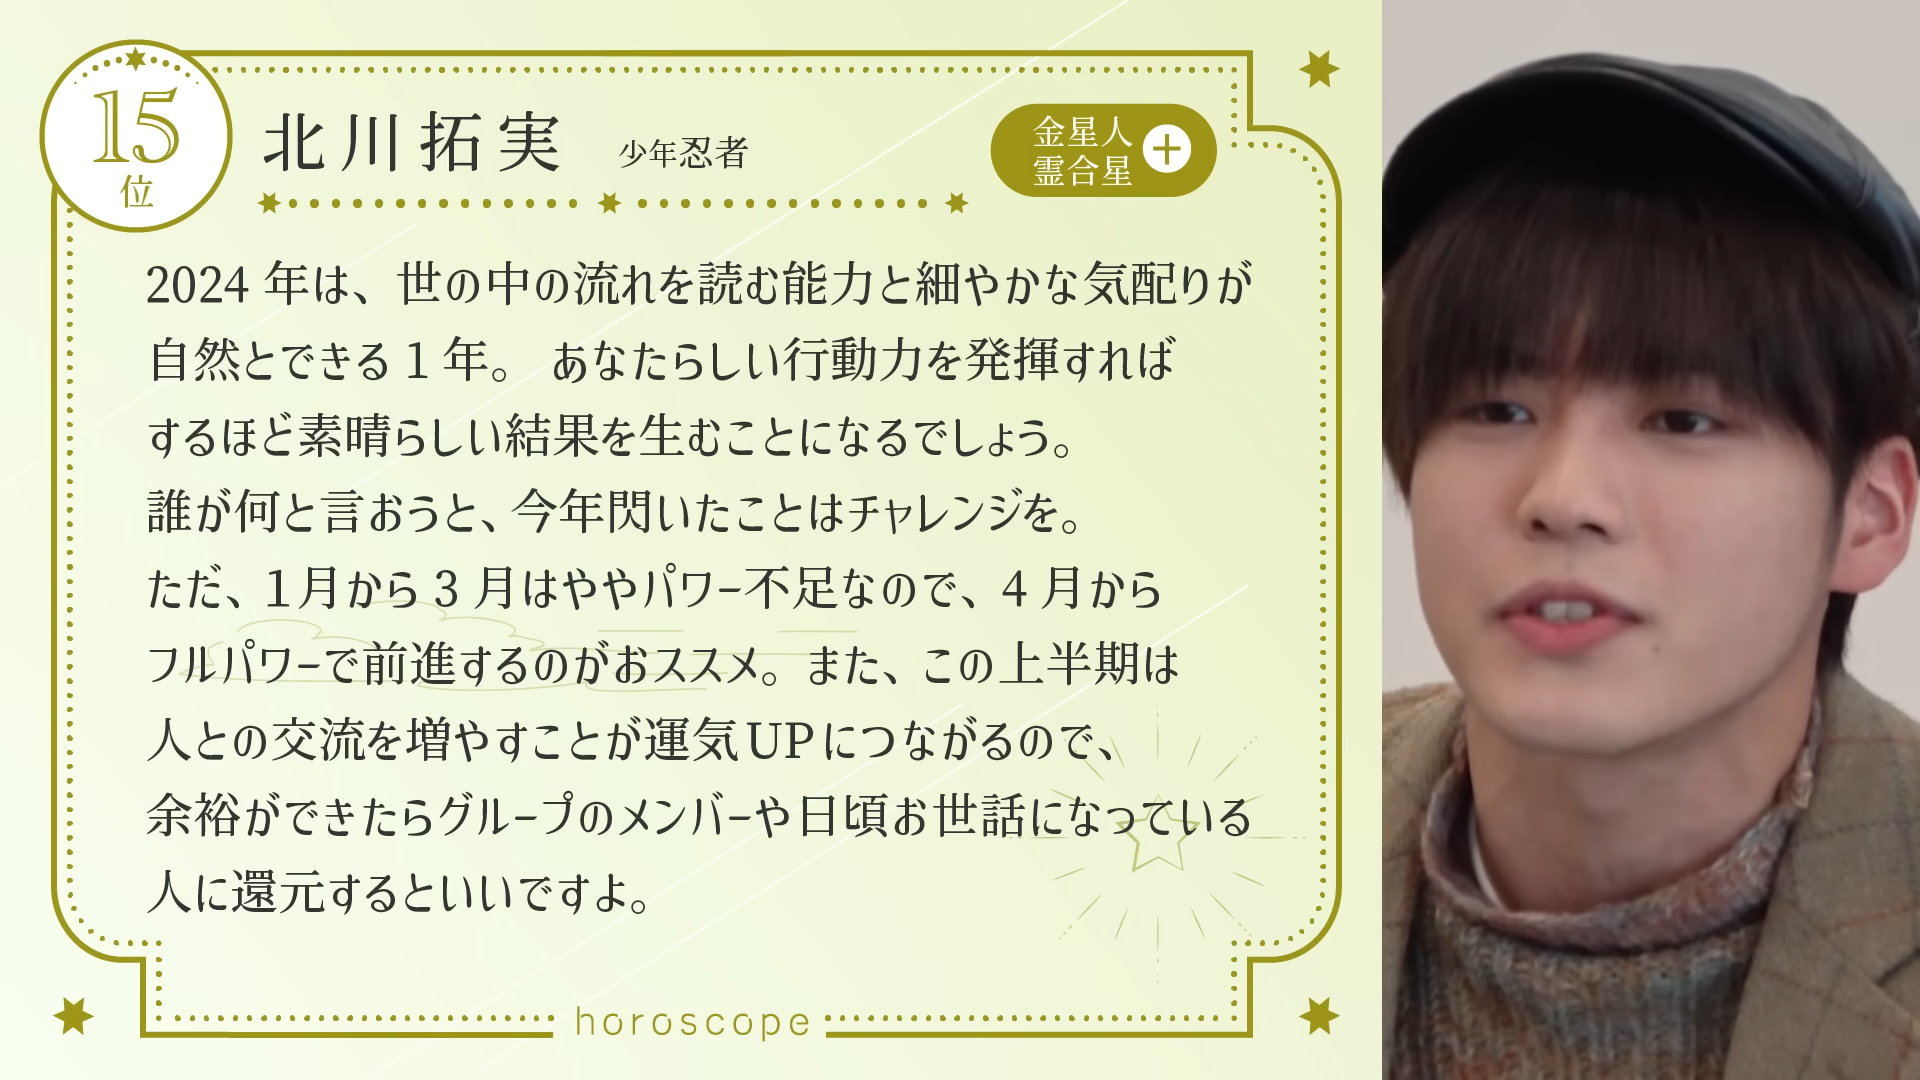 15
位
北川拓実 少年忍者
金星人
霊合星
+
2024 年は、世の中の流れを読む能力と細やかな気配りが
自然とできる 1 年。 あなたらしい行動力を発揮すれば
するほど素晴らしい結果を生むことになるでしょう。
誰が何と言おうと、今年閃いたことはチャレンジを。
ただ、1月から 3 月はややパワー不足なので、4 月から
フルパワーで前進するのがおススメ。また、この上半期は
人との交流を増やすことが運気UPにつながるので、
余裕ができたらグループのメンバーや日頃お世話になっている
人に還元するといいですよ。
horoscope